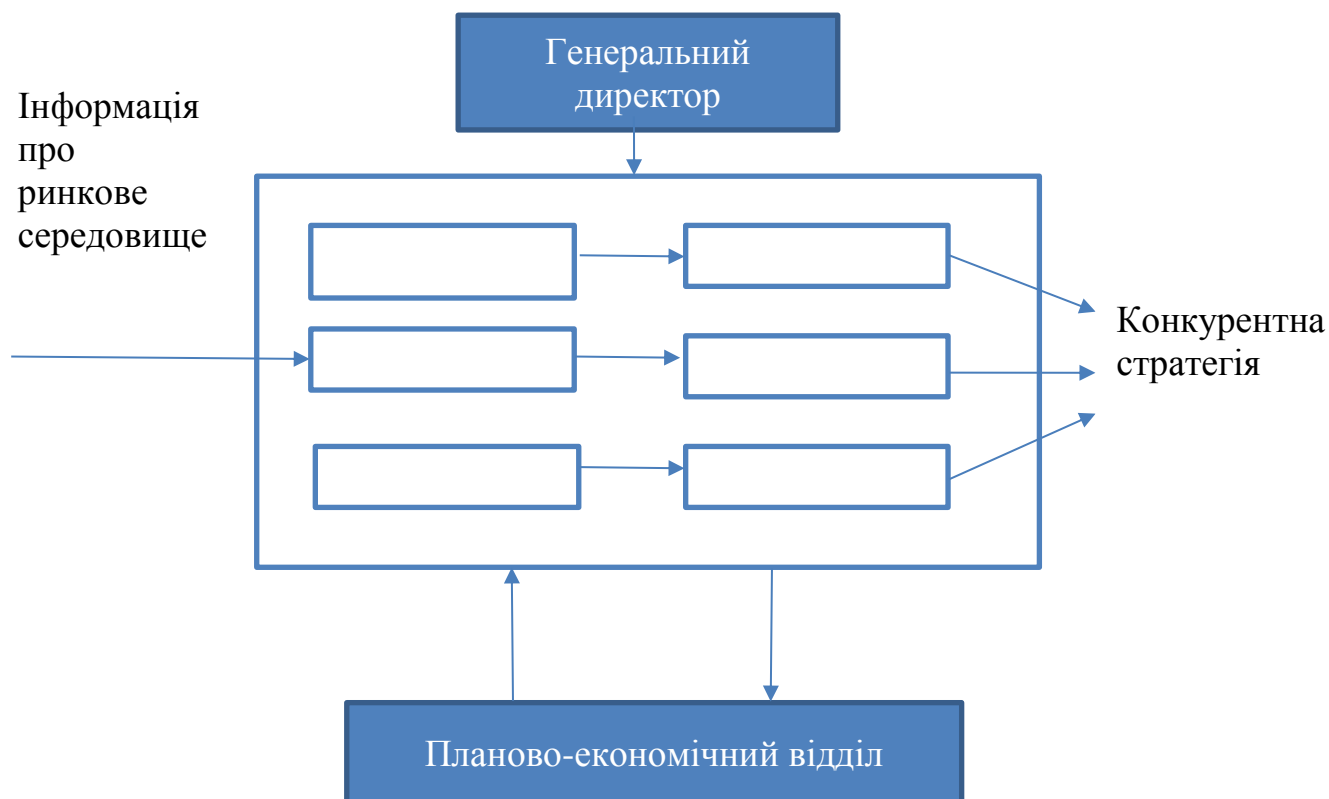 Генеральний
директор
Інформація
про
ринкове
середовище
Конкурентна
стратегія
Планово-економічний відділ